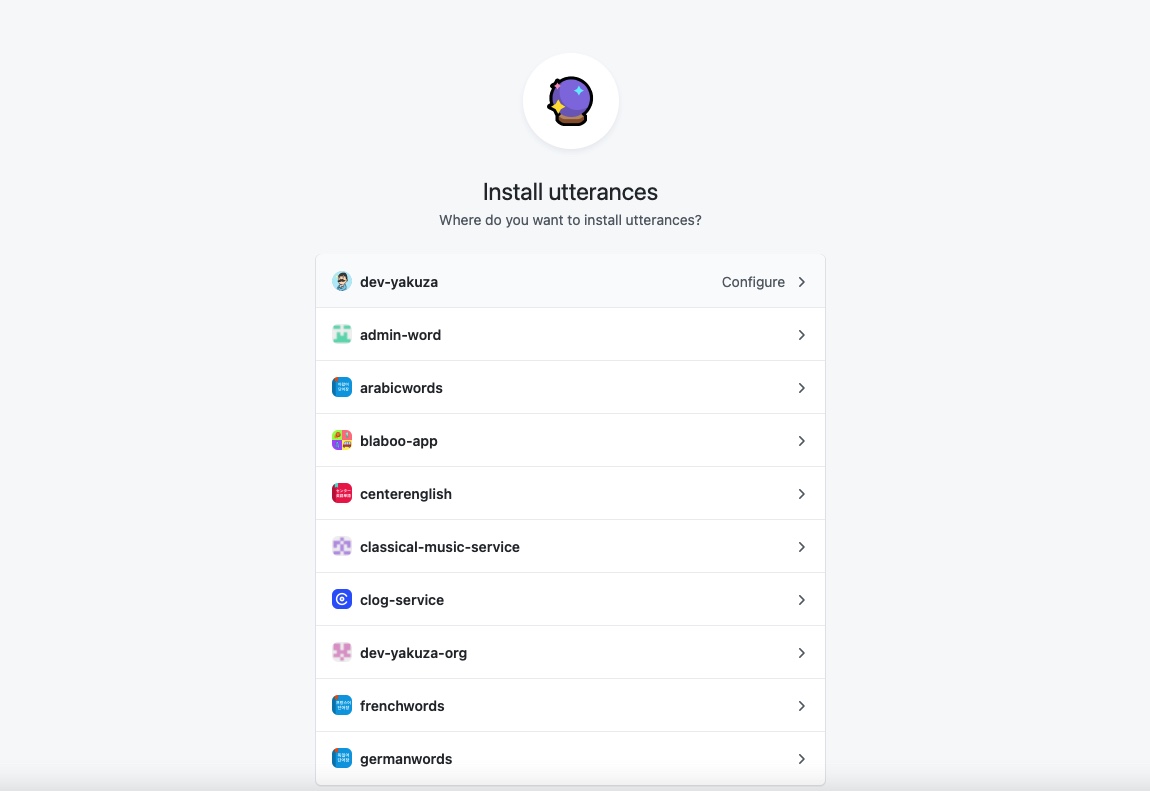 Install utterances
Where do you want to install utterances?
dev-yakuza Configure
admin-word
arabicwords
blaboo-app
centerenglish
classical-music-service
clog-service
dev-yakuza-org
frenchwords
germanwords